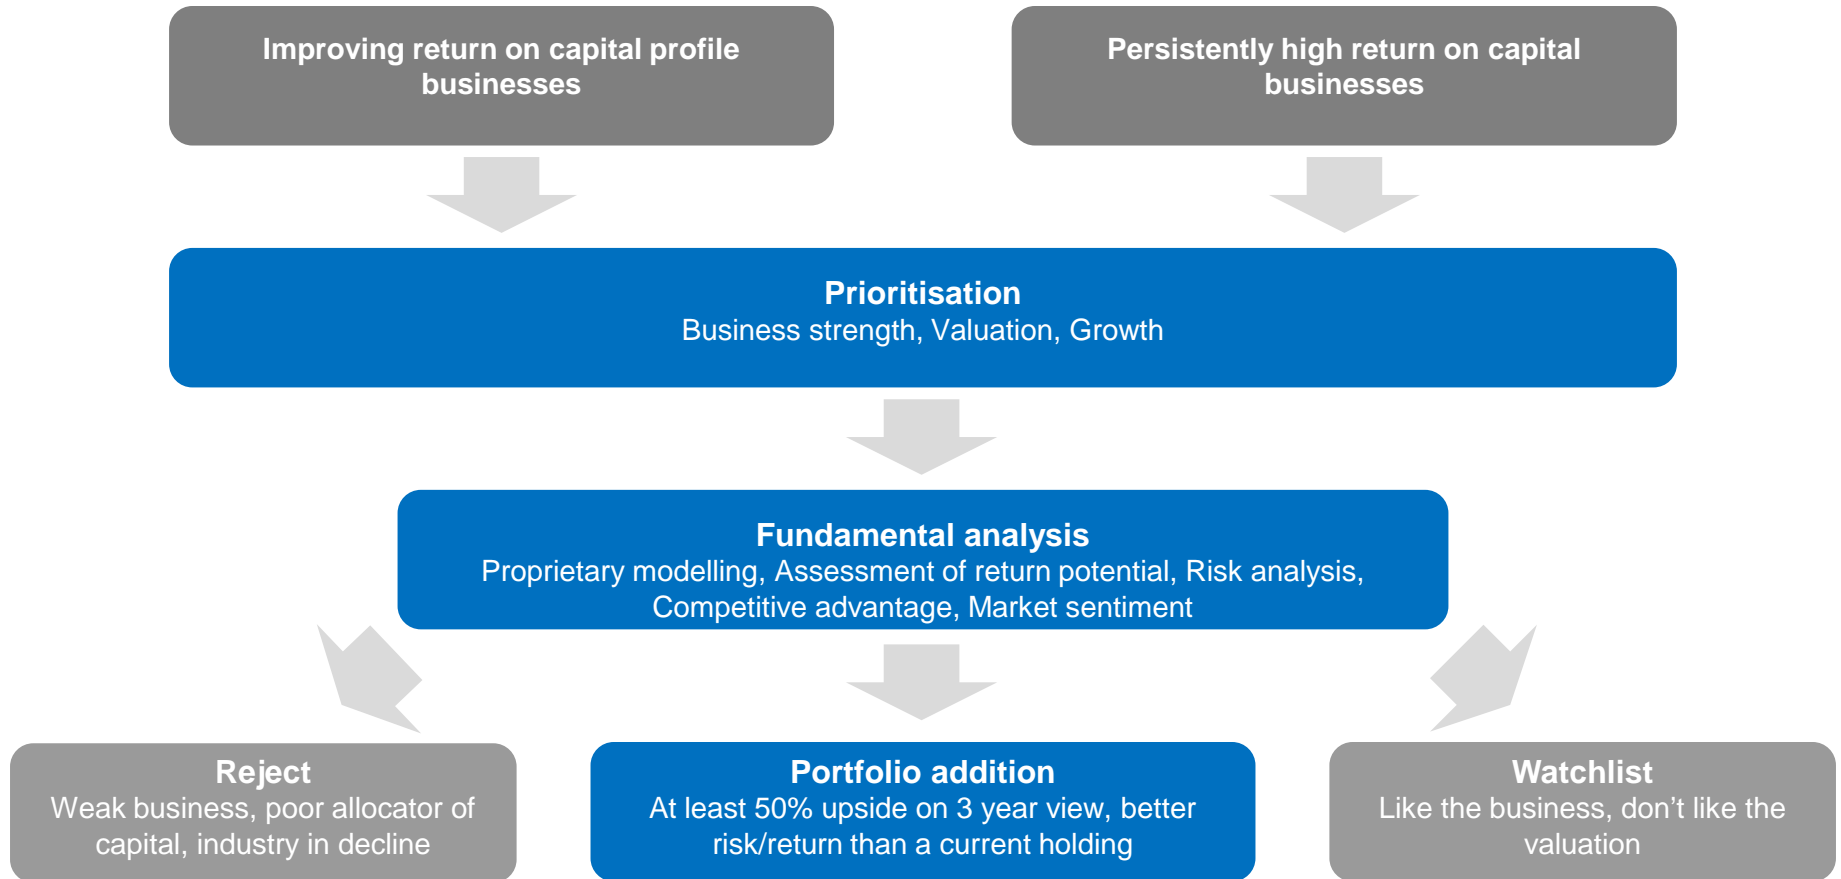 Improving return on capital profile
businesses
Persistently high return on capital
businesses
Prioritisation
Business strength, Valuation, Growth
Fundamental analysis
Proprietary modelling, Assessment of return potential, Risk analysis,
Competitive advantage, Market sentiment
Reject
Weak business, poor allocator of
capital, industry in decline
Portfolio addition
At least 50% upside on 3 year view, better
risk/return than a current holding
Watchlist
Like the business, don’t like the
valuation